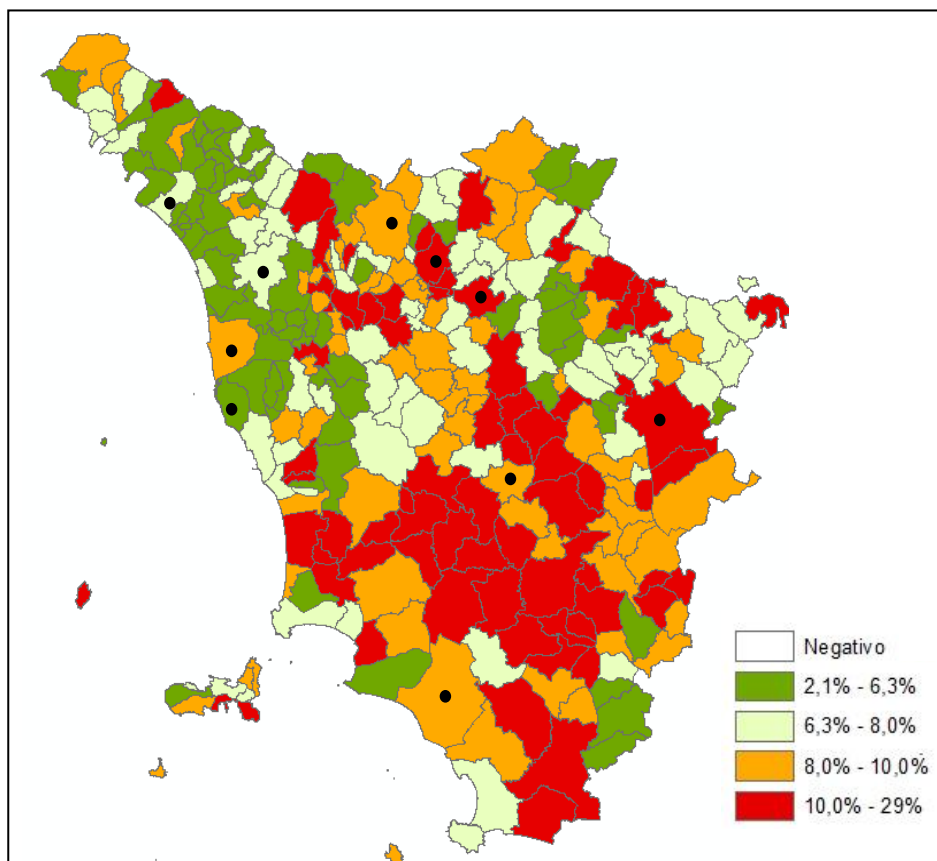 Negativo
2,1% - 6,3%
6,3% - 8,0%
8,0% - 10,0%
10,0% - 29%